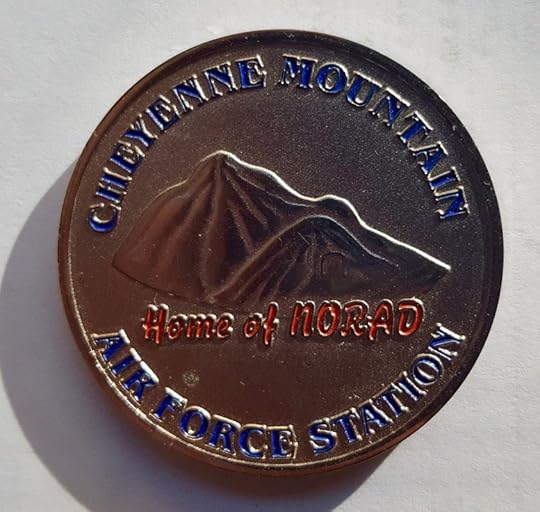 CHEYENNE MOUNTAIN
Home of NORAD
AIR FORCE STATION